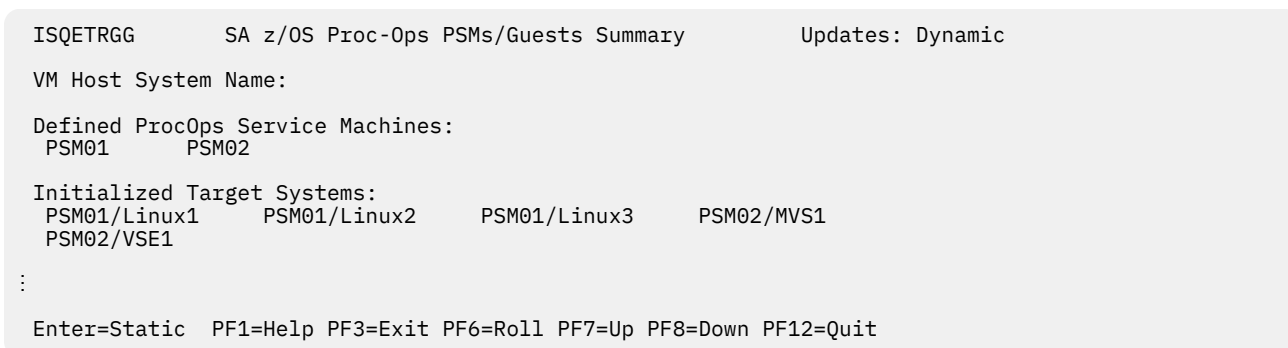 ISQETRGG SA z/OS Proc-Ops PSMs/Guests Summary Updates: Dynamic
VM Host System Name:
Defined ProcOps Service Machines:
PSM01 PSM02
Initialized Target Systems:
PSM01/Linux1 PSM01/Linux2 PSM01/Linux3 PSM02/MVS1
PSM02/VSE1
⋮
Enter=Static PF1=Help PF3=Exit PF6=Roll PF7=Up PF8=Down PF12=Quit